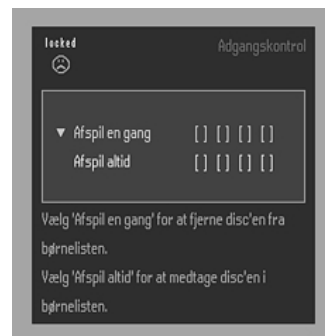 locked
Adgangskontrol
▼ Afspil en gang [ ] [ ] [ ] [ ]
Afspil altid [ ] [ ] [ ] [ ]
Vælg 'Afspil en gang' for at fjerne disc'en fra
børnelisten.
Vælg 'Afspil altid' for at medtage disc'en i
børnelisten.